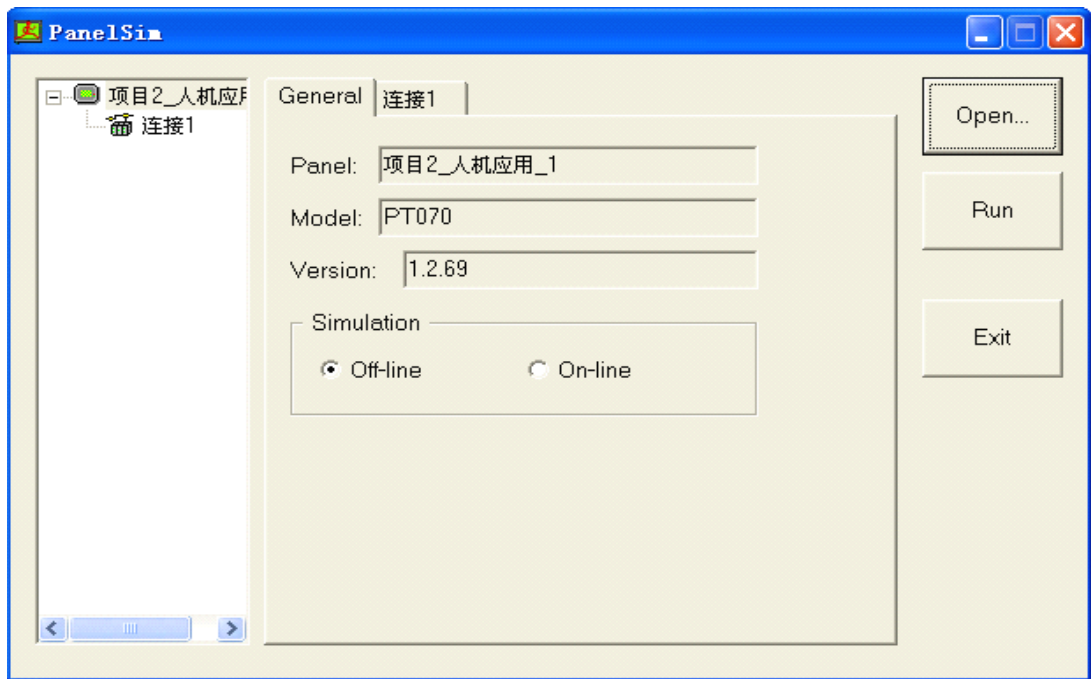 PanelSim
项目2_人机应用
连接1
General
连接1
Panel: 项目2_人机应用_1
Model: PT070
Version: 1.2.69
Simulation
Off-line
On-line
Open...
Run
Exit